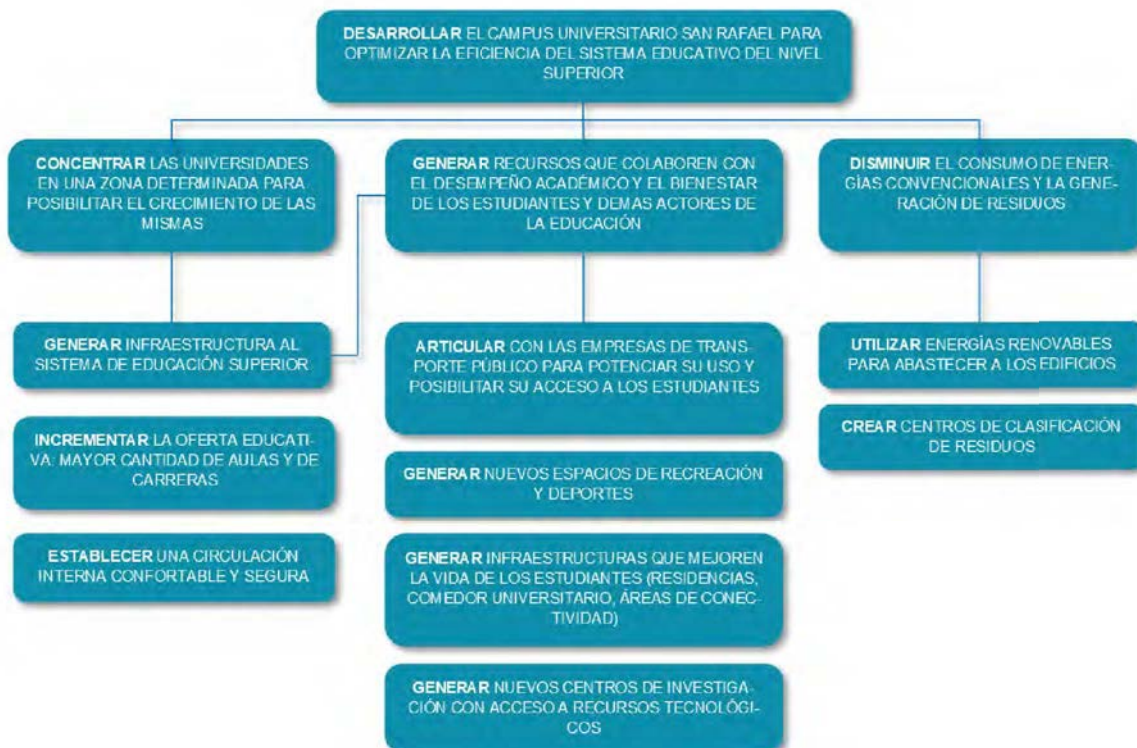 DESARROLLAR EL CAMPUS UNIVERSITARIO SAN RAFAEL PARA
OPTIMIZAR LA EFICIENCIA DEL SISTEMA EDUCATIVO DEL NIVEL
SUPERIOR
CONCENTRAR LAS UNIVERSIDADES
EN UNA ZONA DETERMINADA PARA
POSIBILITAR EL CRECIMIENTO DE LAS
MISMAS
GENERAR INFRAESTRUCTURA AL
SISTEMA DE EDUCACIÓN SUPERIOR
INCREMENTAR LA OFERTA EDUCATI-
VA: MAYOR CANTIDAD DE AULAS Y DE
CARRERAS
ESTABLECER UNA CIRCULACIÓN
INTERNA CONFORTABLE Y SEGURA
GENERAR RECURSOS QUE COLABOREN CON
EL DESEMPEÑO ACADÉMICO Y EL BIENESTAR
DE LOS ESTUDIANTES Y DEMAS ACTORES DE
LA EDUCACIÓN
ARTICULAR CON LAS EMPRESAS DE TRANS-
PORTE PÚBLICO PARA POTENCIAR SU USO Y
POSIBILITAR SU ACCESO A LOS ESTUDIANTES
GENERAR NUEVOS ESPACIOS DE RECREACIÓN
Y DEPORTES
GENERAR INFRAESTRUCTURAS QUE MEJOREN
LA VIDA DE LOS ESTUDIANTES (RESIDENCIAS,
COMEDOR UNIVERSITARIO, ÁREAS DE CONEC-
TIVIDAD)
GENERAR NUEVOS CENTROS DE INVESTIGA-
CIÓN CON ACCESO A RECURSOS TECNOLÓGI-
COS
DISMINUIR EL CONSUMO DE ENER-
GÍAS CONVENCIONALES Y LA GENE-
RACIÓN DE RESIDUOS
UTILIZAR ENERGÍAS RENOVABLES
PARA ABASTECER A LOS EDIFICIOS
CREAR CENTROS DE CLASIFICACIÓN
DE RESIDUOS